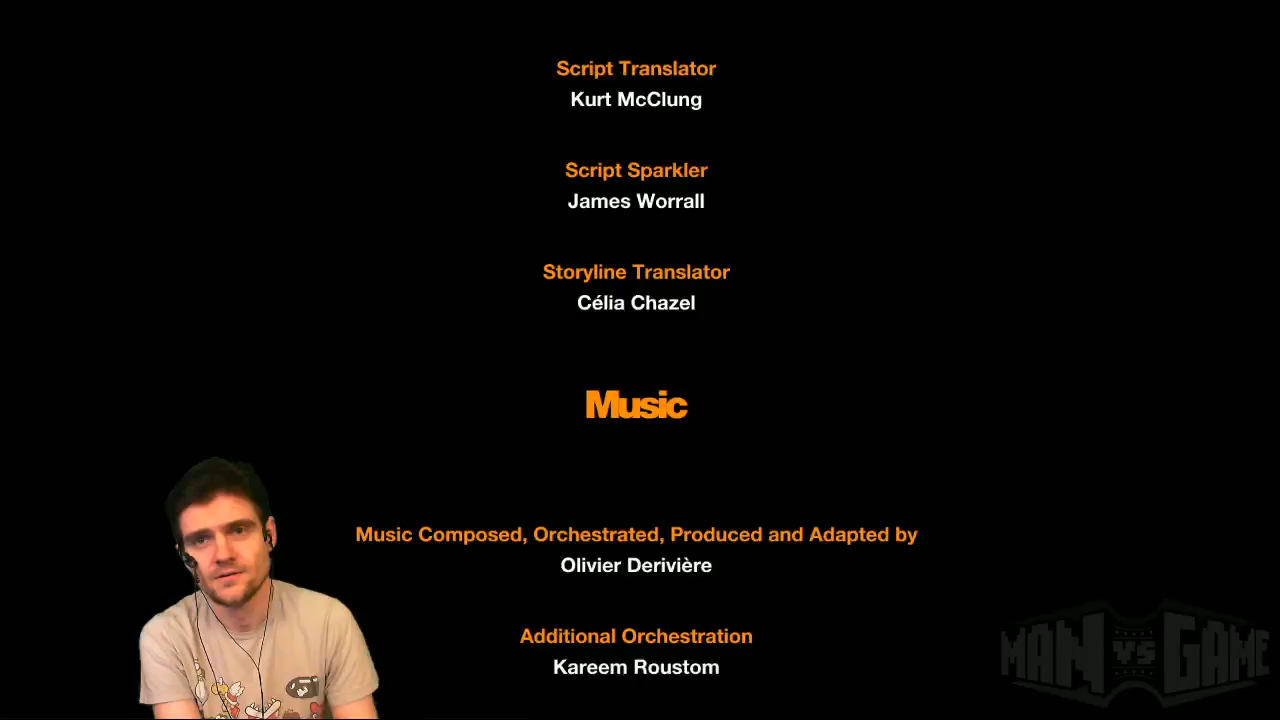 Script Translator
Kurt McClung
Script Sparkler
James Worrall
Storyline Translator
Célia Chazel
Music
Music Composed, Orchestrated, Produced and Adapted by
Olivier Derivière
Additional Orchestration
Kareem Roustom
MAN VS GAME